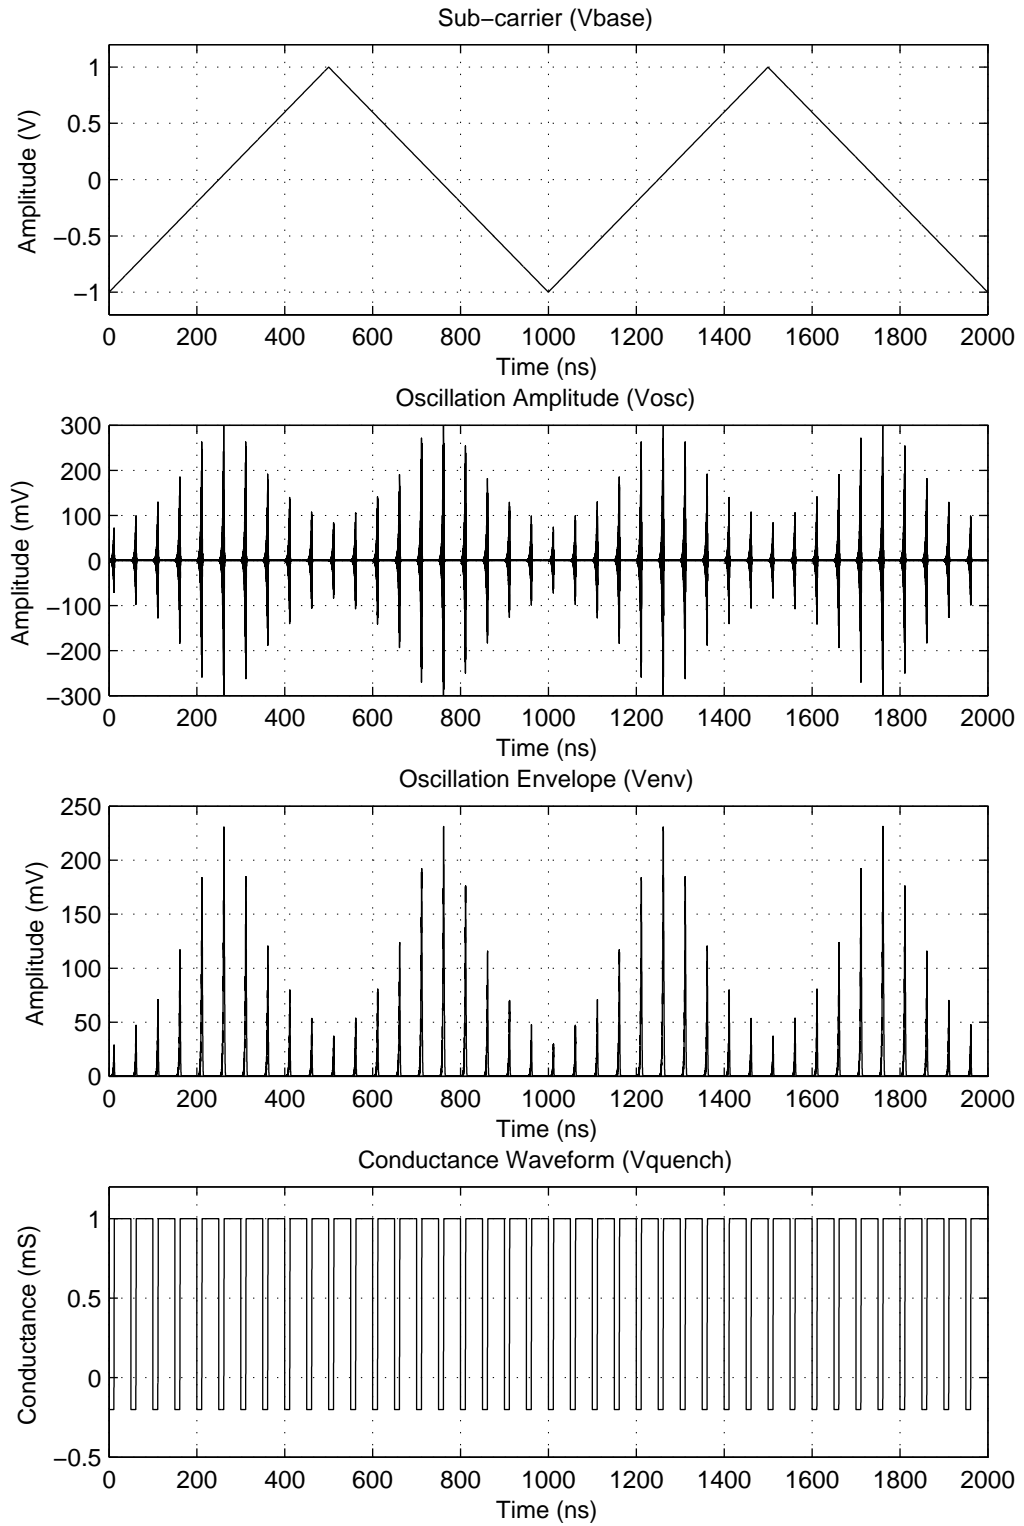 Sub−carrier (Vbase)
1
0.5
0
−0.5
−1
Amplitude (V)
0 200 400 600 800 1000 1200 1400 1600 1800 2000
Time (ns)
Oscillation Amplitude (Vosc)
300
200
100
0
−100
−200
−300
Amplitude (mV)
0 200 400 600 800 1000 1200 1400 1600 1800 2000
Time (ns)
Oscillation Envelope (Venv)
250
200
150
100
50
0
Amplitude (mV)
0 200 400 600 800 1000 1200 1400 1600 1800 2000
Time (ns)
Conductance Waveform (Vquench)
1
0.5
0
−0.5
Conductance (mS)
0 200 400 600 800 1000 1200 1400 1600 1800 2000
Time (ns)